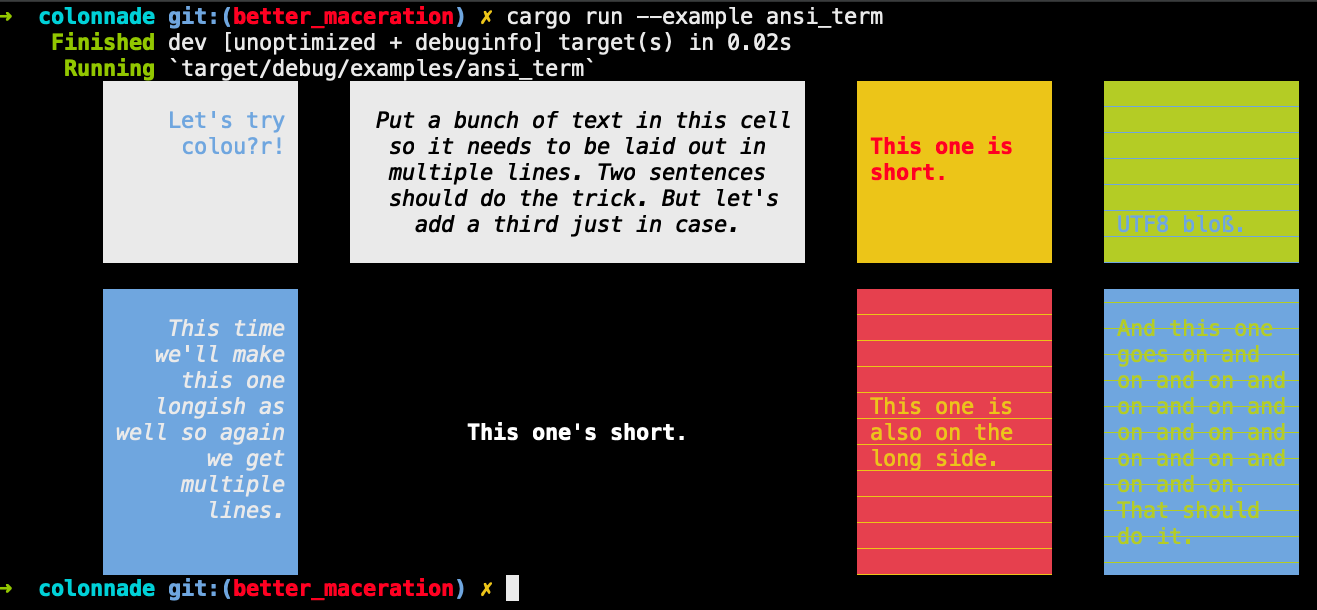 → colonnade git:(better_maceration) ✗ cargo run --example ansi_term
Finished dev [unoptimized + debuginfo] target(s) in 0.02s
Running `target/debug/examples/ansi_term`
Let's try
colou?r!
Put a bunch of text in this cell
so it needs to be laid out in
multiple lines. Two sentences
should do the trick. But let's
add a third just in case.
This one is
short.
UTF8 bloß.
This time
we'll make
this one
longish as
well so again
we get
multiple
lines.
This one's short.
This one is
also on the
long side.
And this one
goes on and
on and on and
on and on and
on and on and
on and on and
on and on.
That should
do it.
→ colonnade git:(better_maceration) ✗